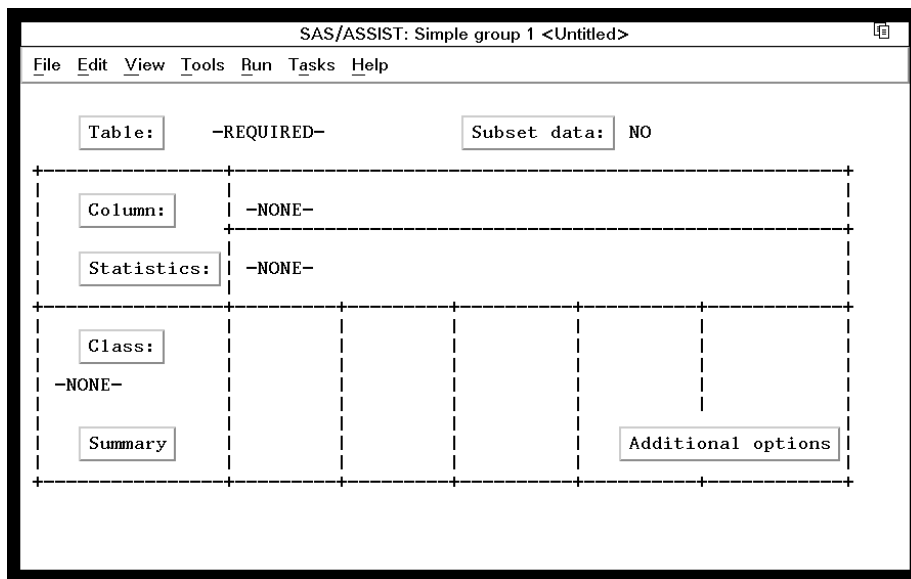 SAS/ASSIST: Simple group 1 <Untitled>
File Edit View Tools Run Tasks Help
Table: -REQUIRED- Subset data: NO
Column: -NONE-
Statistics: -NONE-
Class:
-NONE-
Summary Additional options